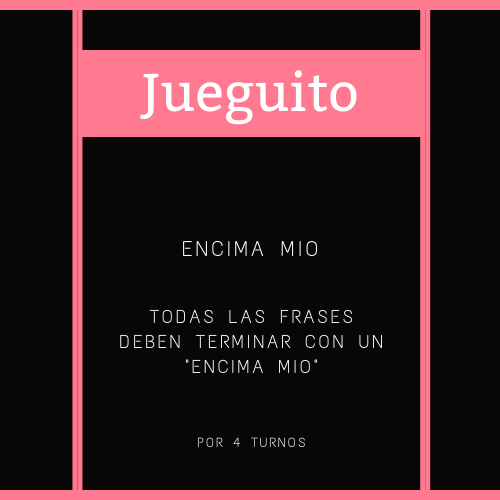 Jueguito
ENCIMA MIO
TODAS LAS FRASES
DEBEN TERMINAR CON UN
"ENCIMA MIO"
POR 4 TURNOS